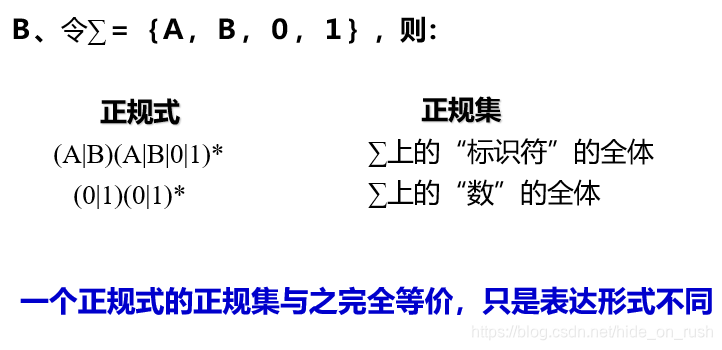 B、令∑＝｛A，B，0，1｝，则：
正规式 正规集
(A|B)(A|B|0|1)* ∑上的“标识符”的全体
(0|1)(0|1)* ∑上的“数”的全体
一个正规式的正规集与之完全等价，只是表达形式不同
https://blog.csdn.net/hide_on_rush